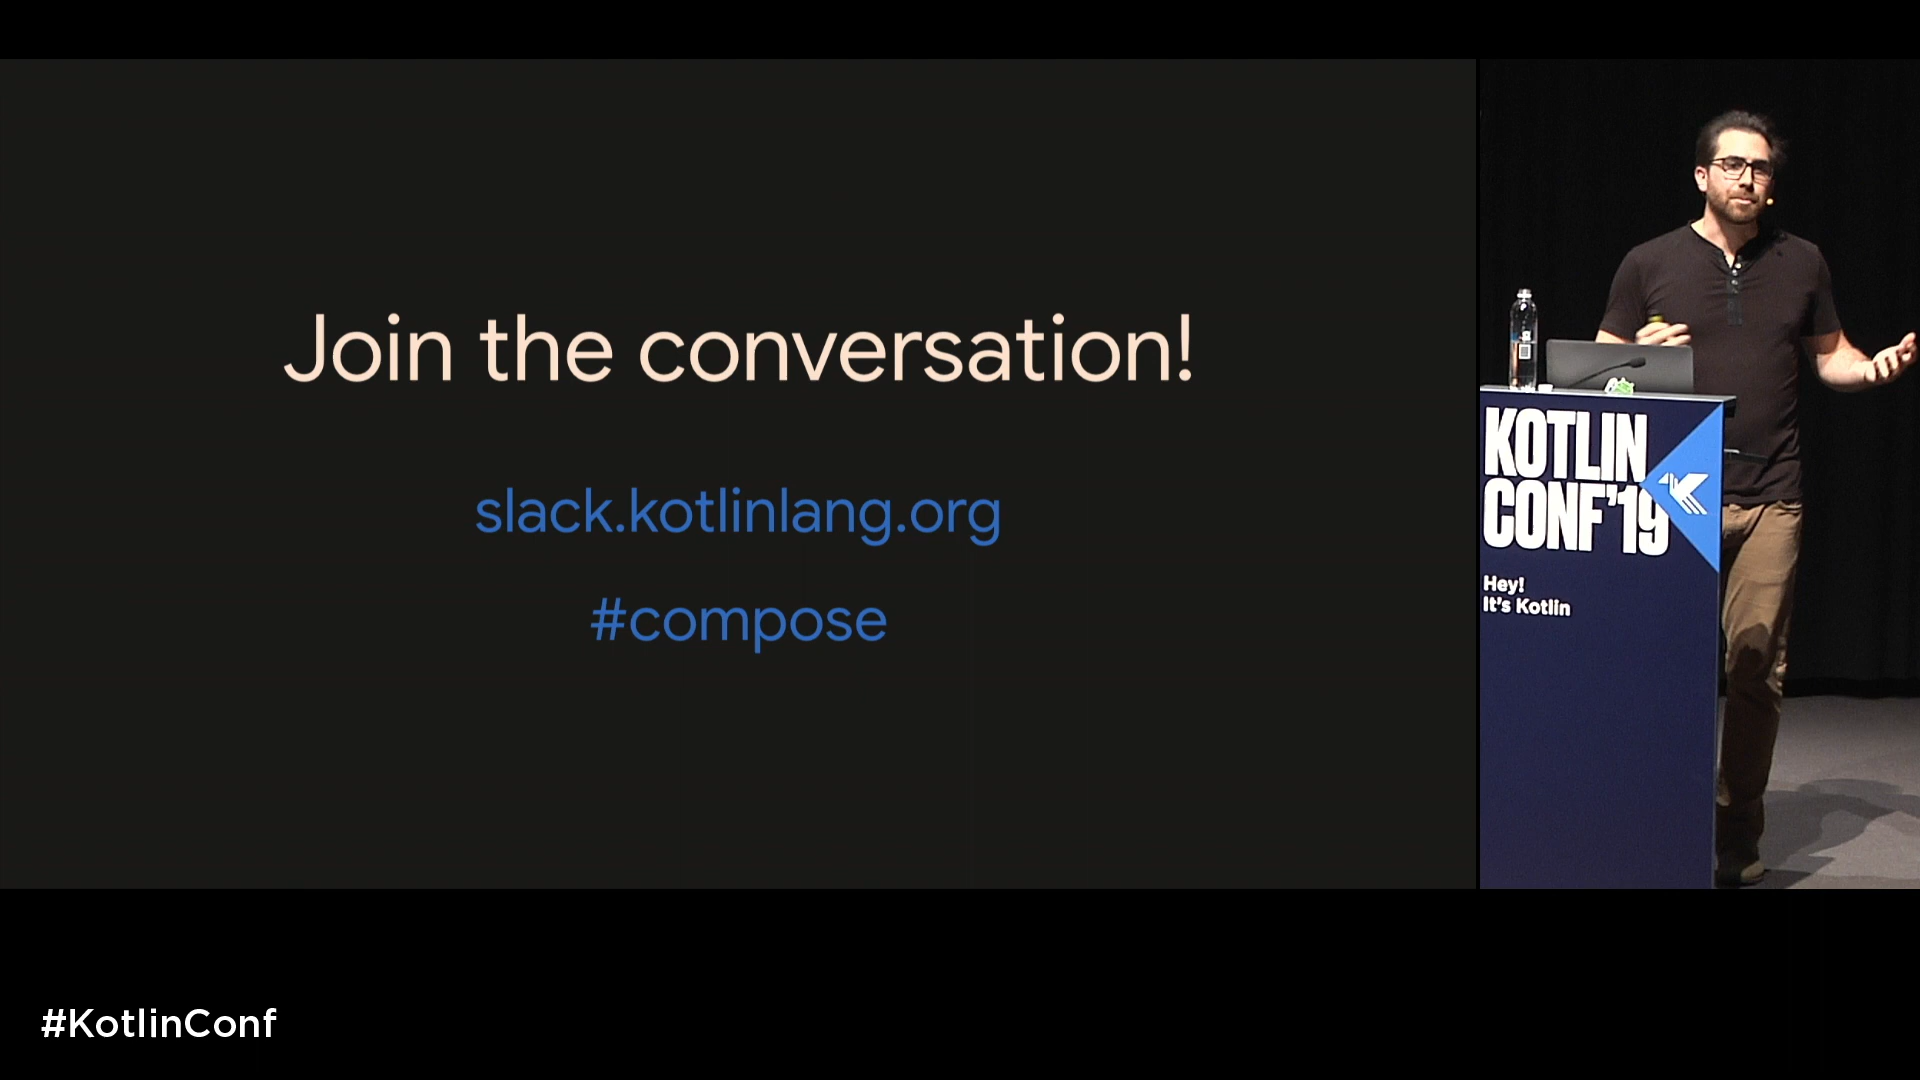 Join the conversation!
slack.kotlinlang.org
#compose
KOTLIN
CONF'19
Hey!
It's Kotlin
#KotlinConf